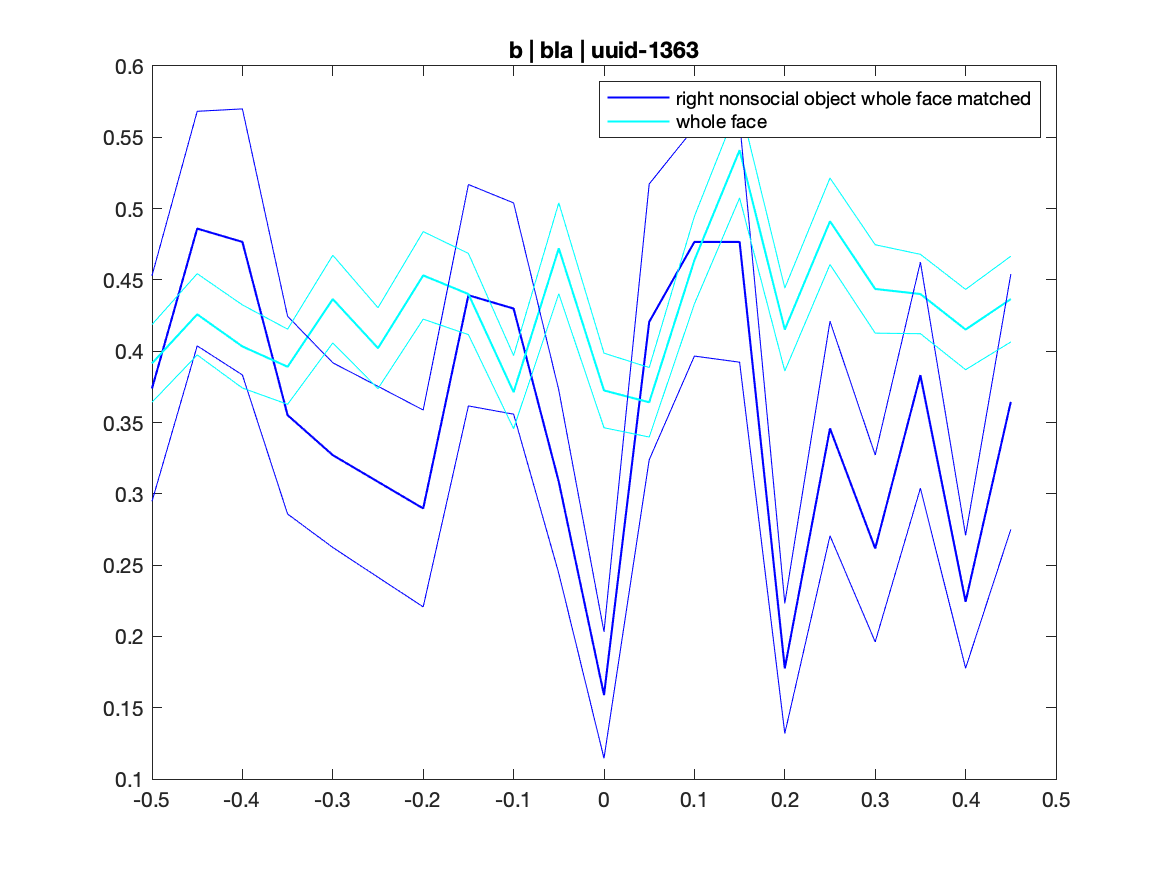 b | bla | uuid-1363
right nonsocial object whole face matched
whole face
0.6
0.55
0.5
0.45
0.4
0.35
0.3
0.25
0.2
0.15
0.1
-0.5 -0.4 -0.3 -0.2 -0.1 0 0.1 0.2 0.3 0.4 0.5